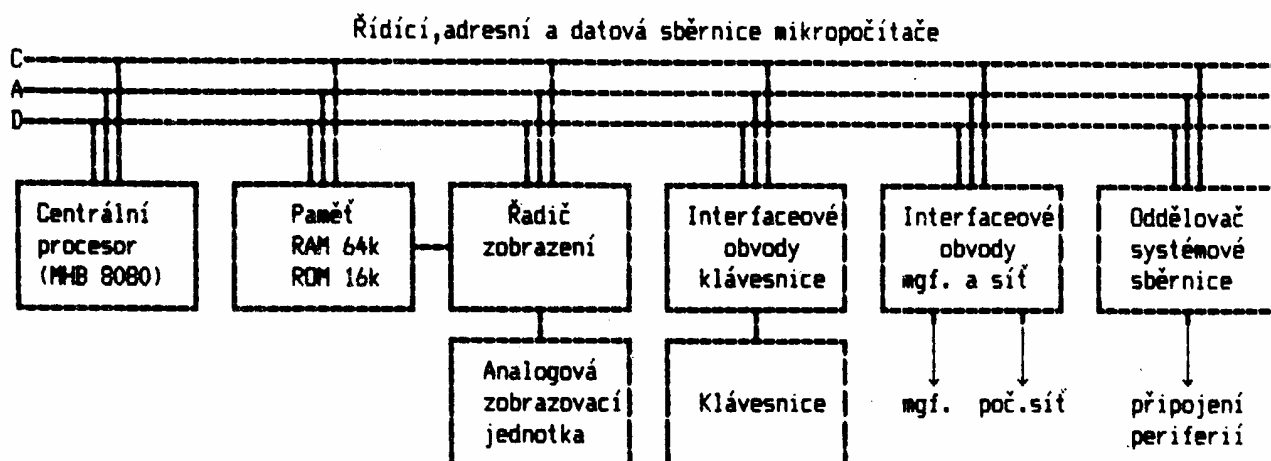 Řídící,adresní a datová sběrnice mikropočítače
C
A
D
Centrální
procesor
(MHB 8080)
Paměť
RAM 64k
ROM 16k
Řadič
zobrazení
Interfaceové
obvody
klávesnice
Interfaceové
obvody
mgf. a síť
Oddělovač
systémové
sběrnice
Analogová
zobrazovací
jednotka
Klávesnice
mgf.
poč.síť
připojení
periferií